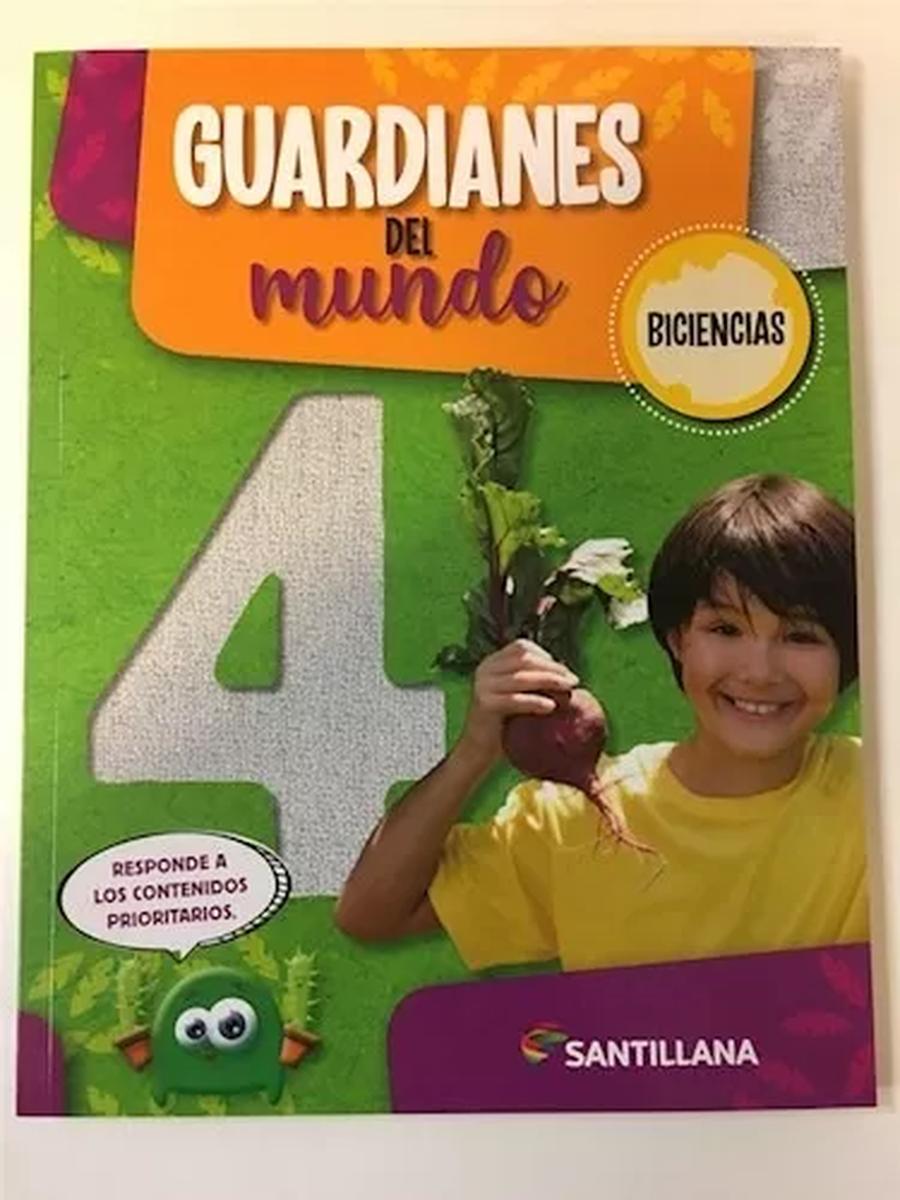 GUARDIANES
DEL
mundo
BICIENCIAS
4
RESPONDE A
LOS CONTENIDOS
PRIORITARIOS.
SANTILLANA